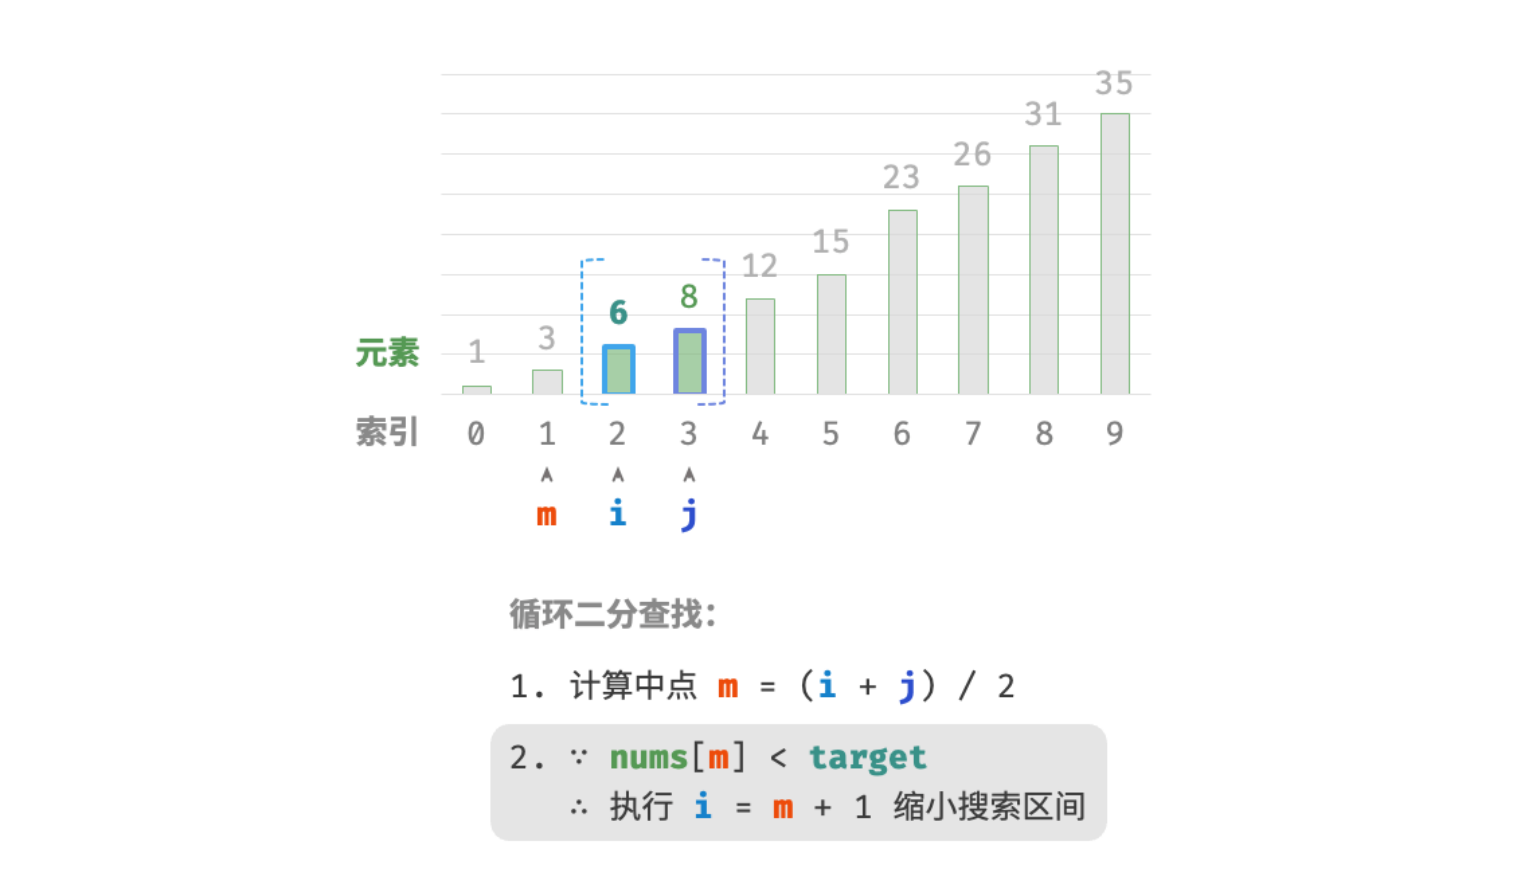 35
31
26
23
15
12
8
6
3
元素 1
索引 0 1 2 3 4 5 6 7 8 9
m i j
循环二分查找：
1. 计算中点 m = (i + j) / 2
2. ∵ nums[m] < target
∴ 执行 i = m + 1 缩小搜索区间